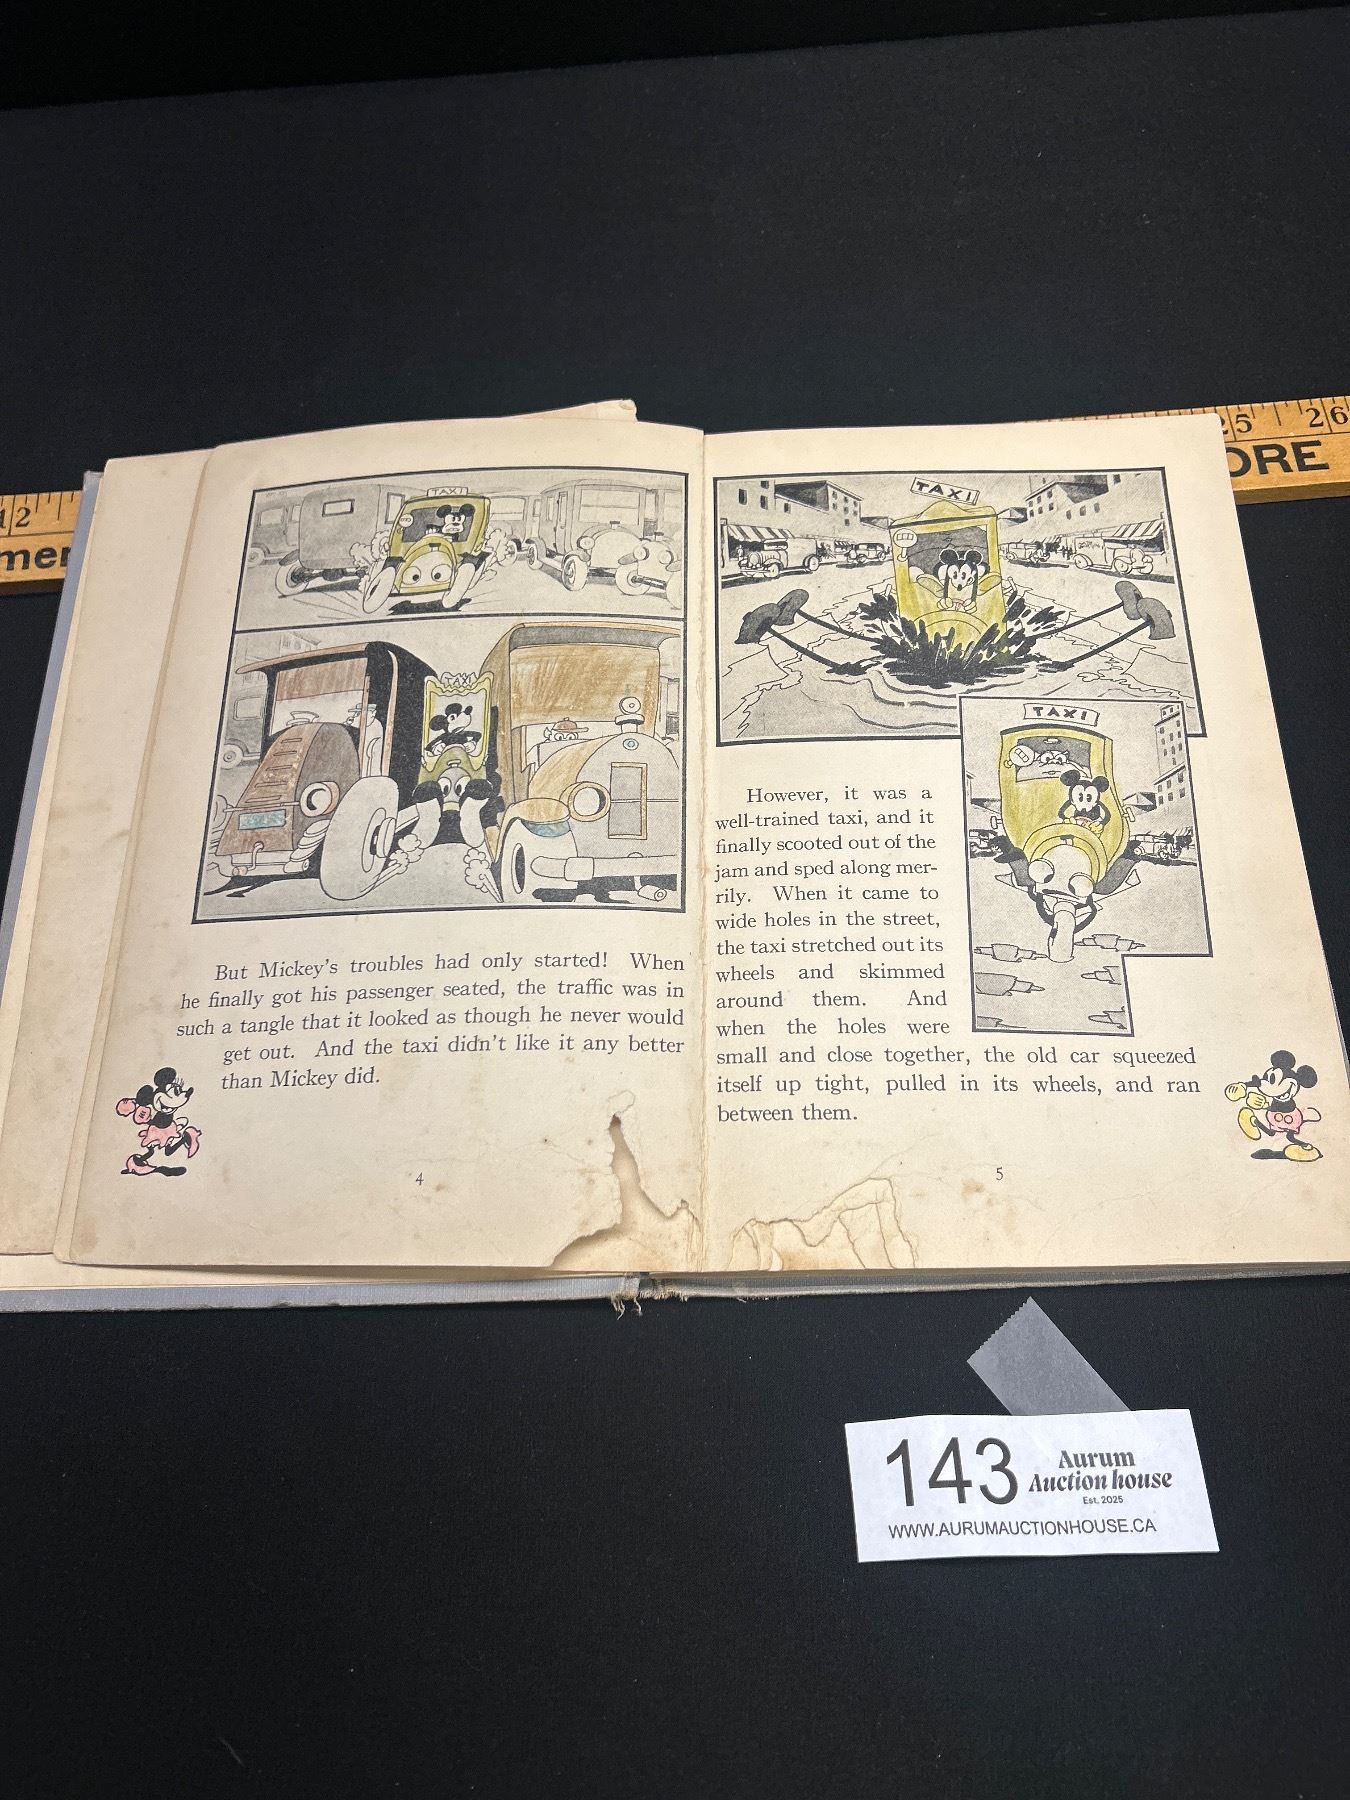 TAXI
TAXI
But Mickey's troubles had only started! When
he finally got his passenger seated, the traffic was in
such a tangle that it looked as though he never would
get out. And the taxi didn't like it any better
than Mickey did.
4
TAXI
TAXI
However, it was a
well-trained taxi, and it
finally scooted out of the
jam and sped along mer-
rily. When it came to
wide holes in the street,
the taxi stretched out its
wheels and skimmed
around them. And
when the holes were
small and close together, the old car squeezed
itself up tight, pulled in its wheels, and ran
between them.
5
12
25
26
143
Aurum
Auction house
Est. 2025
WWW.AURUMAUCTIONHOUSE.CA